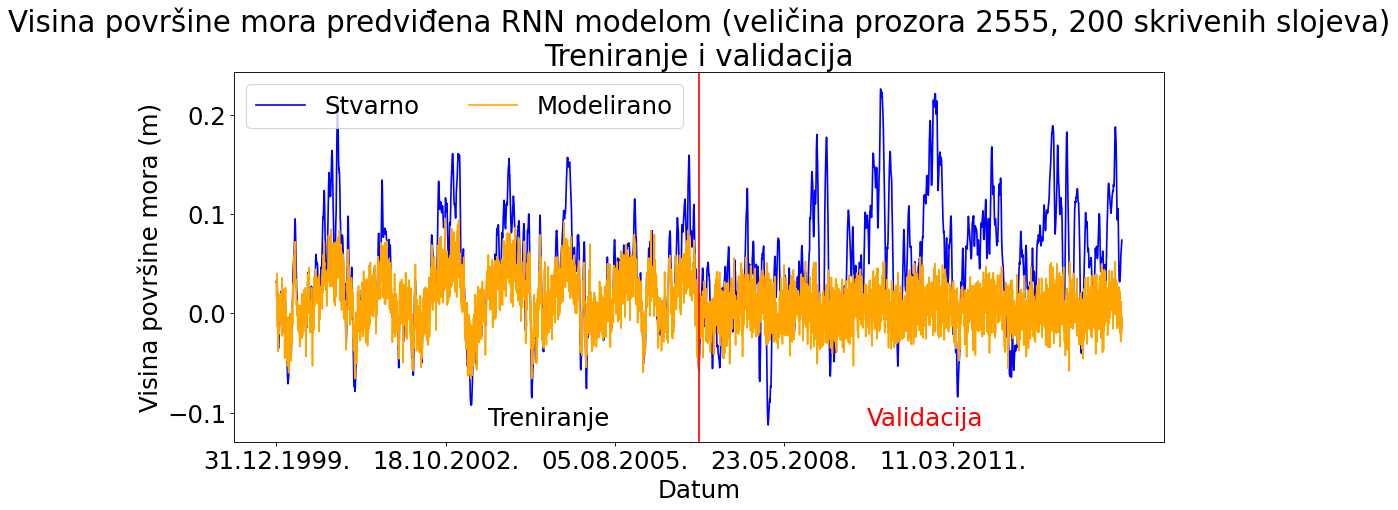 Visina površine mora predviđena RNN modelom (veličina prozora 2555, 200 skrivenih slojeva)
Treniranje i validacija
Stvarno
Modelirano
Visina površine mora (m)
0.2
0.1
0.0
−0.1
Treniranje
Validacija
31.12.1999.
18.10.2002.
05.08.2005.
23.05.2008.
11.03.2011.
Datum